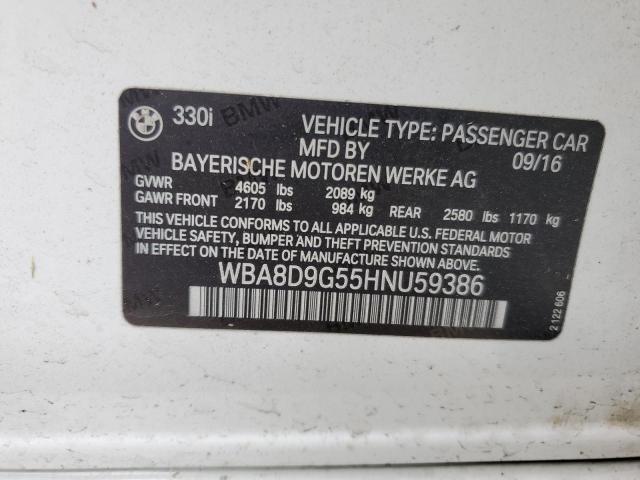 330i
VEHICLE TYPE: PASSENGER CAR
MFD BY 09/16
BAYERISCHE MOTOREN WERKE AG
GVWR 4605 lbs 2089 kg
GAWR FRONT 2170 lbs 984 kg REAR 2580 lbs 1170 kg
THIS VEHICLE CONFORMS TO ALL APPLICABLE U.S. FEDERAL MOTOR
VEHICLE SAFETY, BUMPER AND THEFT PREVENTION STANDARDS
IN EFFECT ON THE DATE OF MANUFACTURE SHOWN ABOVE.
WBA8D9G55HNU59386
2 122 606